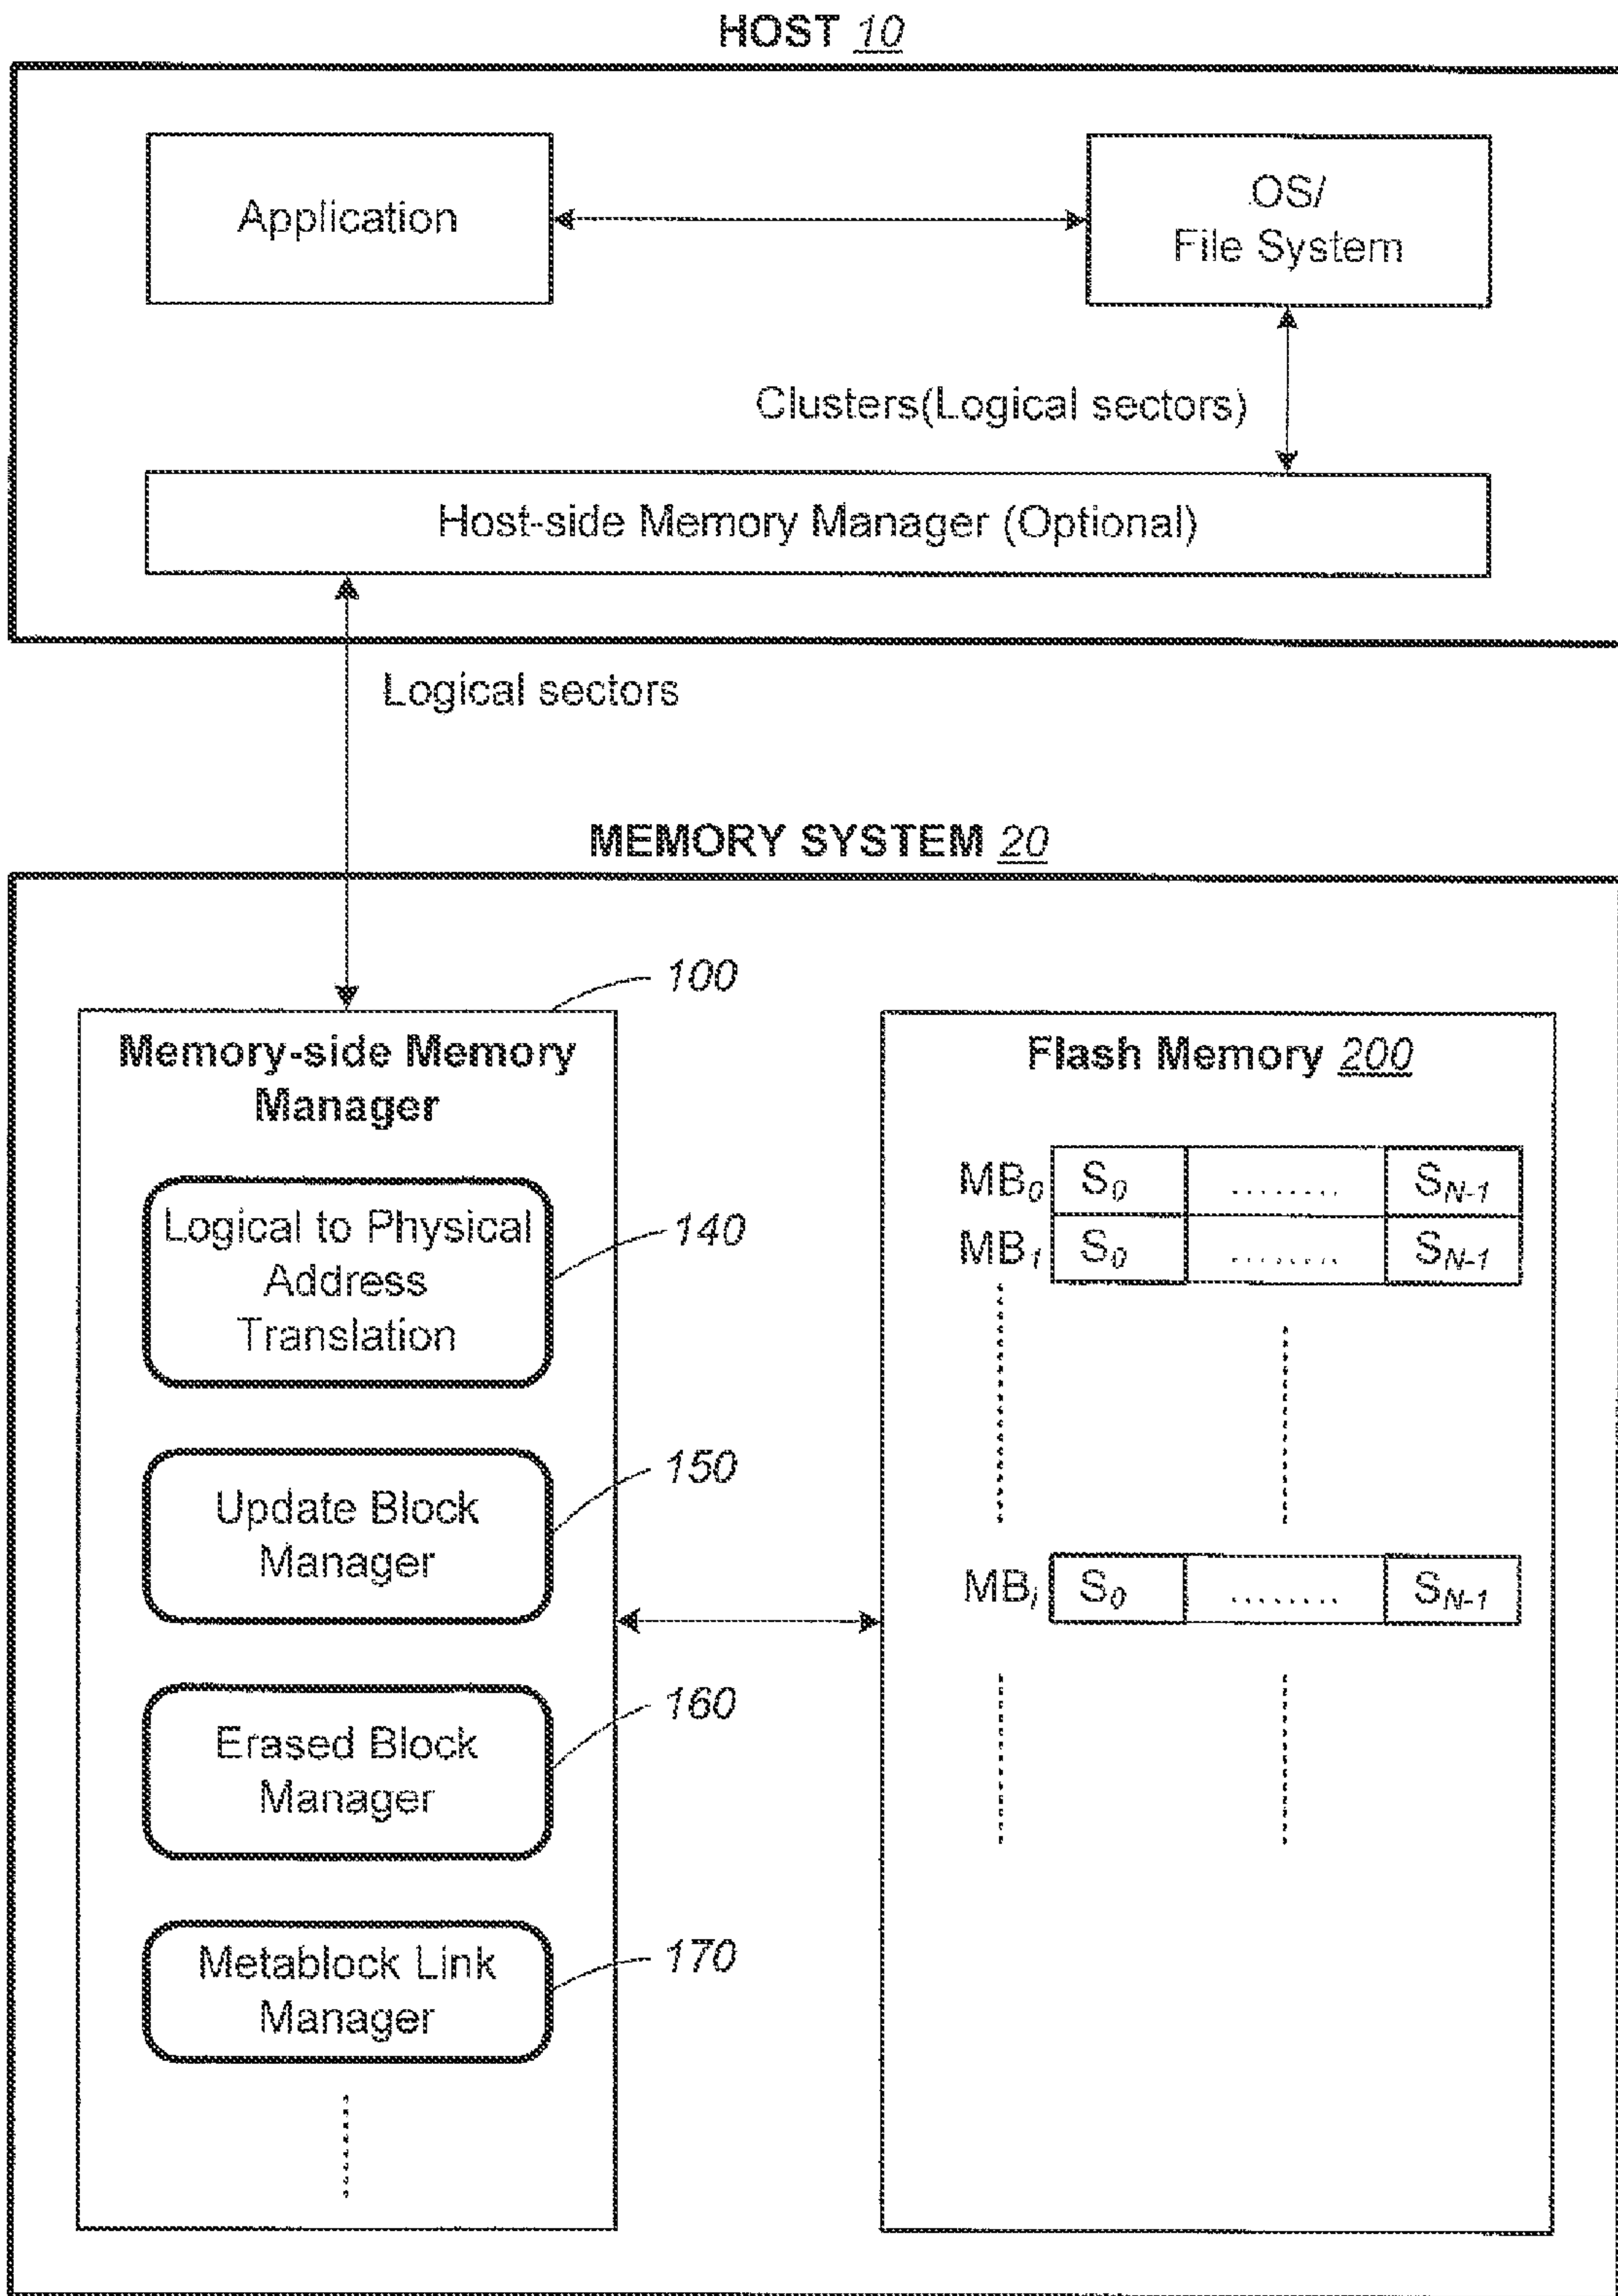 HOST 10
Application
OS/
File System
Clusters(Logical sectors)
Host-side Memory Manager (Optional)
Logical sectors
MEMORY SYSTEM 20
100
Memory-side Memory
Manager
Logical to Physical
Address
Translation
140
Update Block
Manager
150
Erased Block
Manager
160
Metablock Link
Manager
170
Flash Memory 200
MB0 S0 ........ SN-1
MB1 S0 ........ SN-1
MBj S0 ........ SN-1